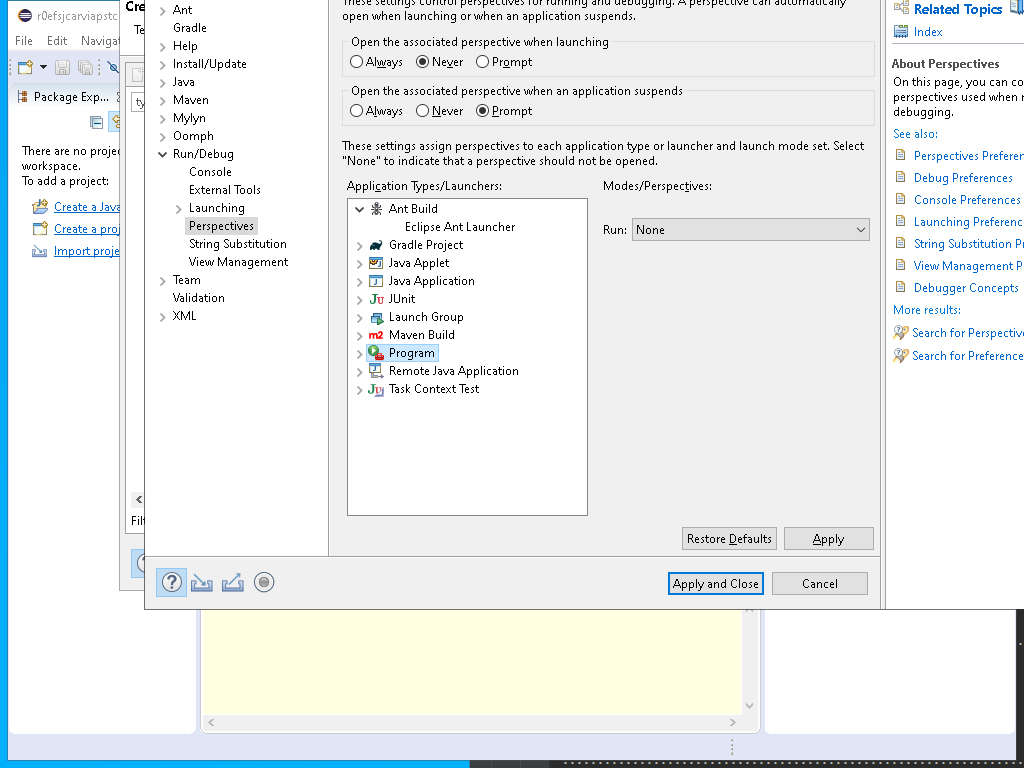 r0efsjcarviapstc
File Edit Navigat
Package Exp...
There are no proje
workspace.
To add a project:
Create a Java
Create a proj
Import proje
Cre
Te
ty
Filt
Ant
Gradle
Help
Install/Update
Java
Maven
Mylyn
Oomph
Run/Debug
Console
External Tools
Launching
Perspectives
String Substitution
View Management
Team
Validation
XML
These settings control perspectives for running and debugging. A perspective can automatically
open when launching or when an application suspends.
Open the associated perspective when launching
Always Never Prompt
Open the associated perspective when an application suspends
Always Never Prompt
These settings assign perspectives to each application type or launcher and launch mode set. Select
"None" to indicate that a perspective should not be opened.
Application Types/Launchers:
Ant Build
Eclipse Ant Launcher
Gradle Project
Java Applet
Java Application
JUnit
Launch Group
Maven Build
Program
Remote Java Application
Task Context Test
Modes/Perspectives:
Run: None
Restore Defaults Apply
Apply and Close Cancel
Related Topics
Index
About Perspectives
On this page, you can co
perspectives used when r
debugging.
See also:
Perspectives Preferen
Debug Preferences
Console Preferences
Launching Preferenc
String Substitution Pr
View Management P
Debugger Concepts
More results:
Search for Perspective
Search for Preference